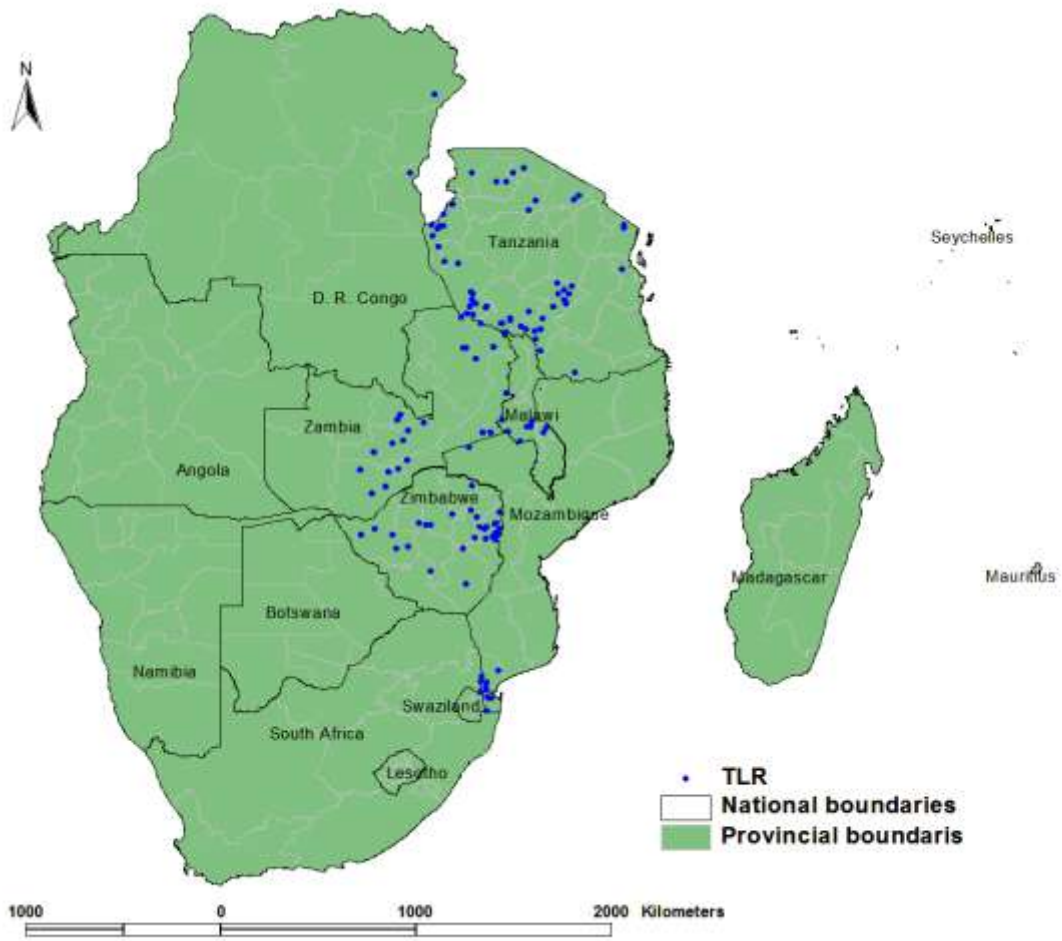 N
Seychelles
Tanzania
D. R. Congo
Malawi
Zambia
Angola
Zimbabwe
Mozambique
Madagascar
Mauritius
Botswana
Namibia
Swaziland
South Africa
Lesotho
TLR
National boundaries
Provincial boundaris
1000 0 1000 2000 Kilometers